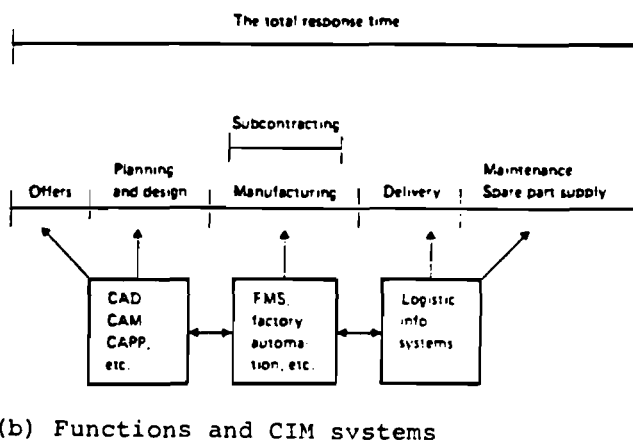 The total response time
Subcontracting
Planning
and design
Maintenance
Spare part supply
Offers
Manufacturing
Delivery
CAD
CAM
CAPP,
etc.
FMS,
factory
automa-
tion, etc.
Logistic
info
systems
(b) Functions and CIM systems